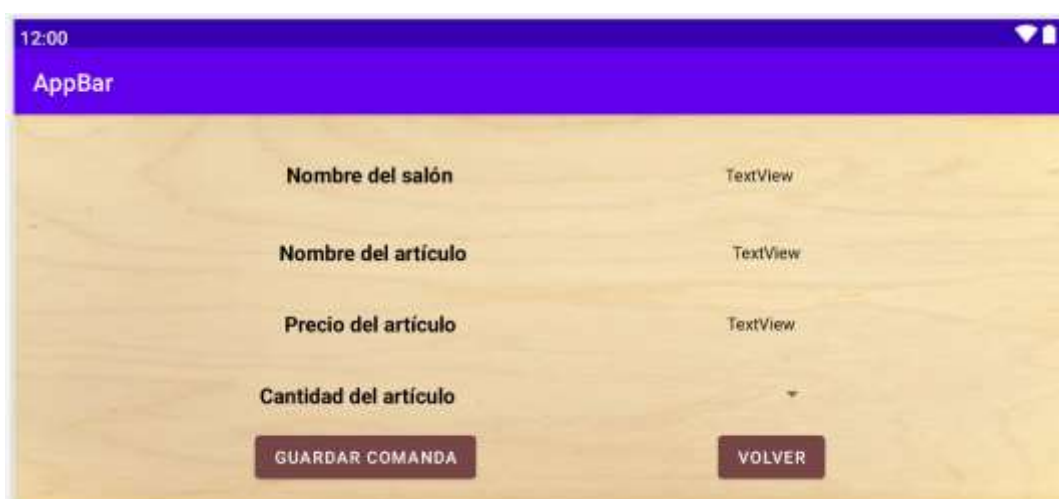 12:00
AppBar
Nombre del salón TextView
Nombre del artículo TextView
Precio del artículo TextView
Cantidad del artículo
GUARDAR COMANDA VOLVER